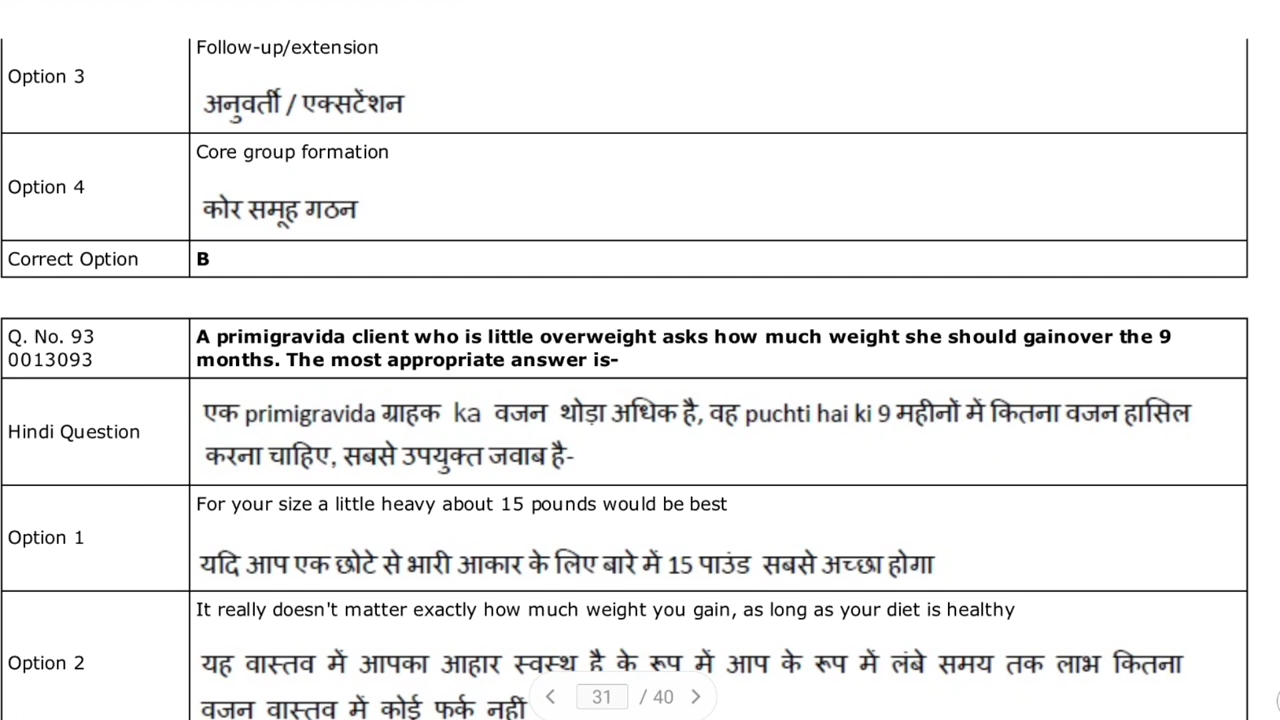 Follow-up/extension
Option 3
अनुवर्ती / एक्सटेंशन
Core group formation
Option 4
कोर समूह गठन
Correct Option B
Q. No. 93 A primigravida client who is little overweight asks how much weight she should gainover the 9
0013093 months. The most appropriate answer is-
एक primigravida ग्राहक ka वजन थोड़ा अधिक है, वह puchti hai ki 9 महीनों में कितना वजन हासिल
Hindi Question
करना चाहिए, सबसे उपयुक्त जवाब है-
For your size a little heavy about 15 pounds would be best
Option 1
यदि आप एक छोटे से भारी आकार के लिए बारे में 15 पाउंड सबसे अच्छा होगा
It really doesn't matter exactly how much weight you gain, as long as your diet is healthy
Option 2
यह वास्तव में आपका आहार स्वस्थ है के रूप में आप के रूप में लंबे समय तक लाभ कितना
वजन वास्तव में कोई फर्क नहीं
31 / 40